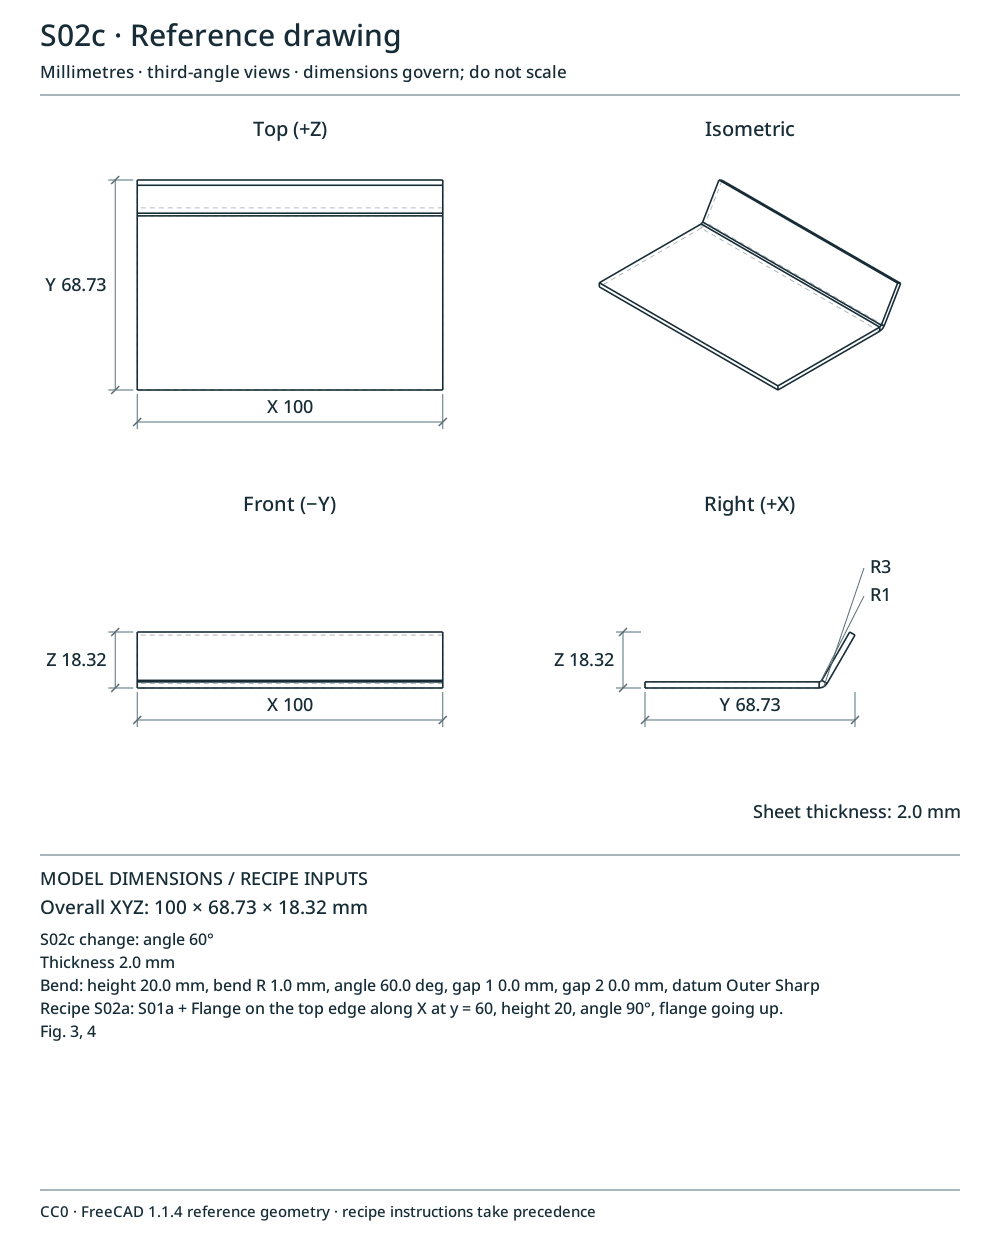 S02c · Reference drawing
Millimetres · third-angle views · dimensions govern; do not scale
Top (+Z)
Isometric
Y 68.73
X 100
Front (−Y)
Right (+X)
R3
R1
Z 18.32
X 100
Z 18.32
Y 68.73
Sheet thickness: 2.0 mm
MODEL DIMENSIONS / RECIPE INPUTS
Overall XYZ: 100 × 68.73 × 18.32 mm
S02c change: angle 60°
Thickness 2.0 mm
Bend: height 20.0 mm, bend R 1.0 mm, angle 60.0 deg, gap 1 0.0 mm, gap 2 0.0 mm, datum Outer Sharp
Recipe S02a: S01a + Flange on the top edge along X at y = 60, height 20, angle 90°, flange going up.
Fig. 3, 4
CC0 · FreeCAD 1.1.4 reference geometry · recipe instructions take precedence